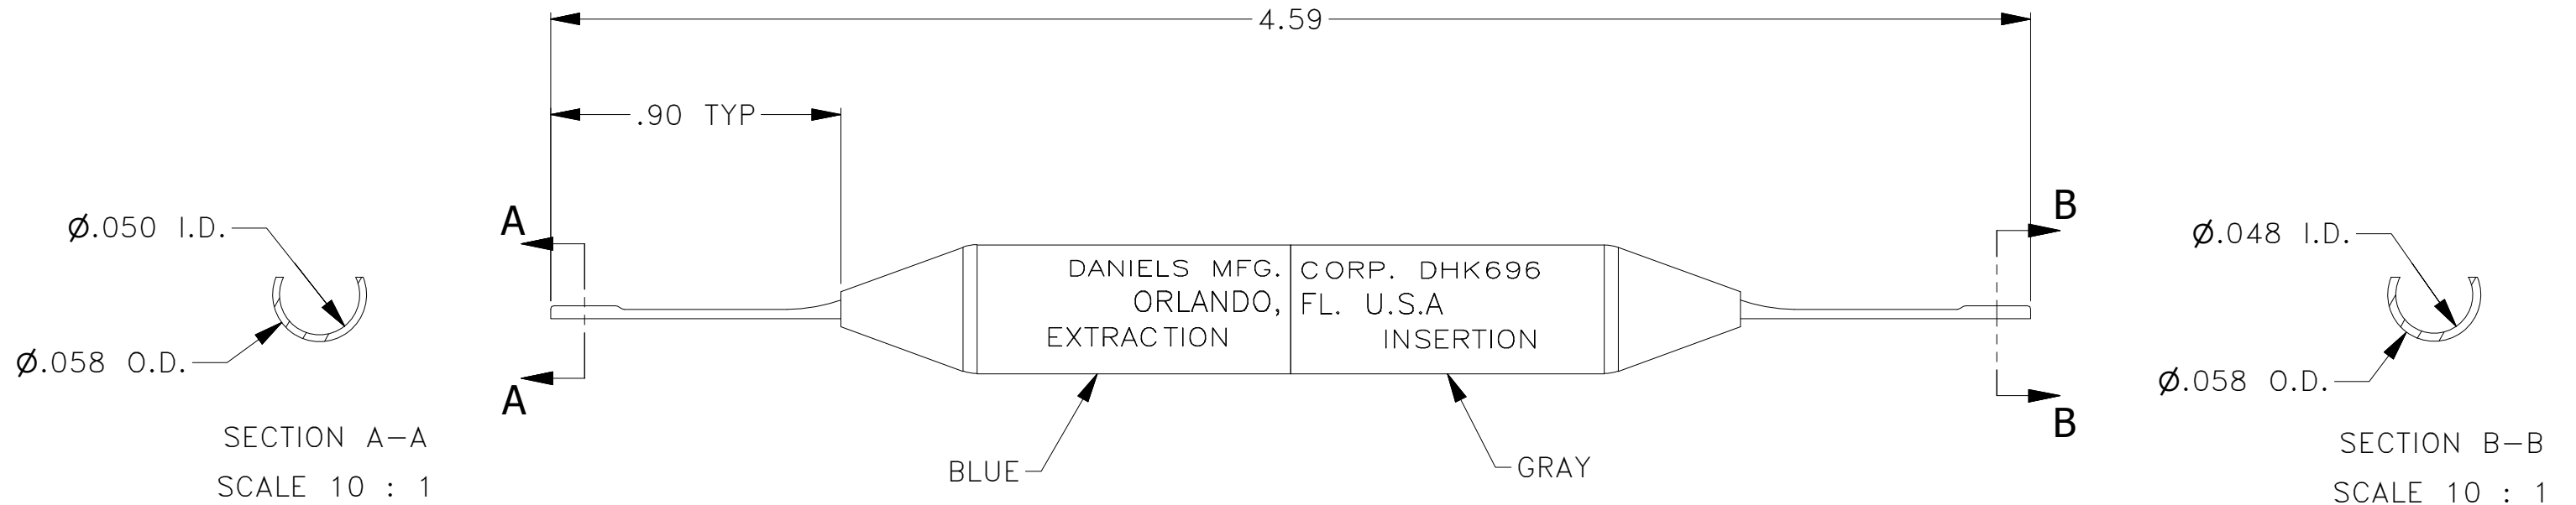 4.59
.90 TYP
A
B
Ø.050 I.D.
Ø.048 I.D.
DANIELS MFG. CORP. DHK696
ORLANDO, FL. U.S.A
EXTRACTION INSERTION
Ø.058 O.D.
Ø.058 O.D.
A
B
SECTION A-A
SCALE 10 : 1
BLUE
GRAY
SECTION B-B
SCALE 10 : 1